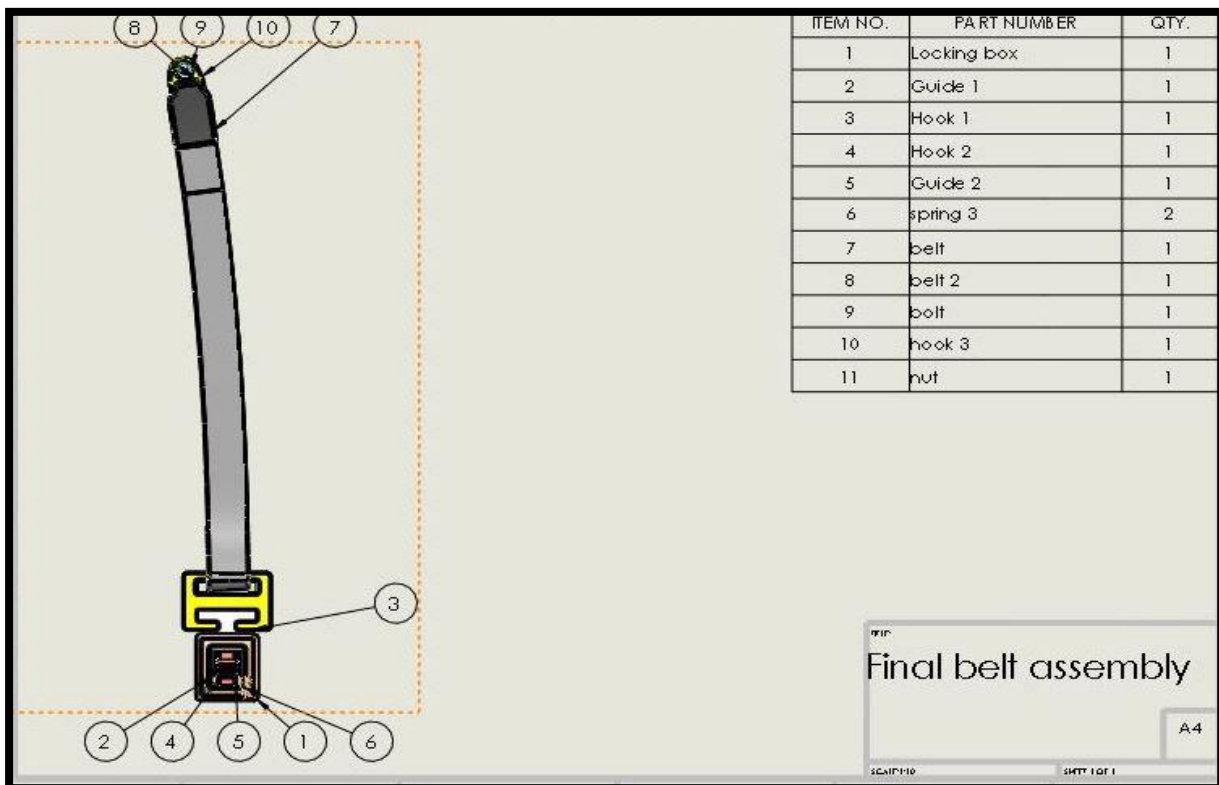 8 9 10 7
ITEM NO. PART NUMBER QTY.
1 Locking box 1
2 Guide 1 1
3 Hook 1 1
4 Hook 2 1
5 Guide 2 1
6 spring 3 2
7 belt 1
8 belt 2 1
9 bolt 1
10 hook 3 1
11 nut 1
3
2 4 5 1 6
Final belt assembly
A4